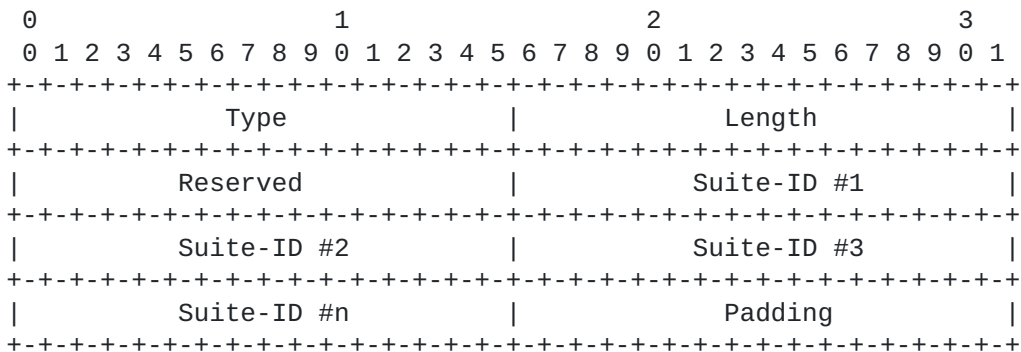 0                   1                   2                   3
 0 1 2 3 4 5 6 7 8 9 0 1 2 3 4 5 6 7 8 9 0 1 2 3 4 5 6 7 8 9 0 1
+-+-+-+-+-+-+-+-+-+-+-+-+-+-+-+-+-+-+-+-+-+-+-+-+-+-+-+-+-+-+-+-+
|             Type              |             Length            |
+-+-+-+-+-+-+-+-+-+-+-+-+-+-+-+-+-+-+-+-+-+-+-+-+-+-+-+-+-+-+-+-+
|          Reserved             |           Suite-ID #1         |
+-+-+-+-+-+-+-+-+-+-+-+-+-+-+-+-+-+-+-+-+-+-+-+-+-+-+-+-+-+-+-+-+
|          Suite-ID #2          |           Suite-ID #3         |
+-+-+-+-+-+-+-+-+-+-+-+-+-+-+-+-+-+-+-+-+-+-+-+-+-+-+-+-+-+-+-+-+
|          Suite-ID #n          |             Padding           |
+-+-+-+-+-+-+-+-+-+-+-+-+-+-+-+-+-+-+-+-+-+-+-+-+-+-+-+-+-+-+-+-+